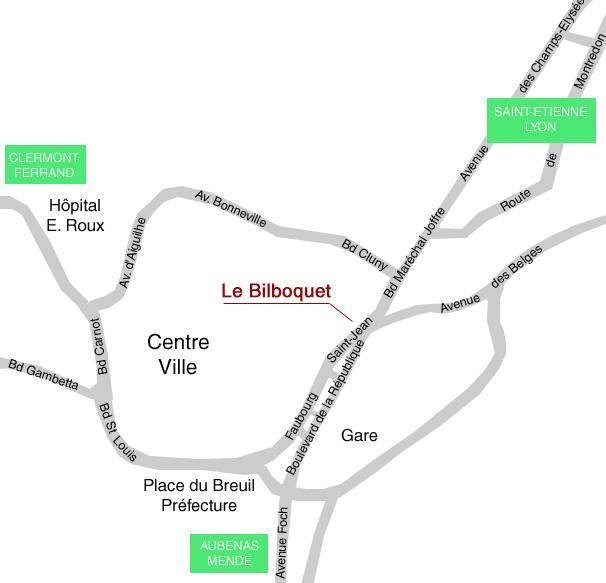 des Champs-Elysée
Montredon
SAINT-ETIENNE
LYON
Avenue
de
Route
CLERMONT
FERRAND
Hôpital
E. Roux
Av. Bonneville
Av. d'Aiguilhe
Bd Cluny
Bd Maréchal Joffre
des Belges
Avenue
Le Bilboquet
Saint-Jean
Centre
Ville
Bd Carnot
Bd Gambetta
Bd St Louis
Faubourg
Boulevard de la République
Gare
Place du Breuil
Préfecture
Avenue Foch
AUBENAS
MENDE